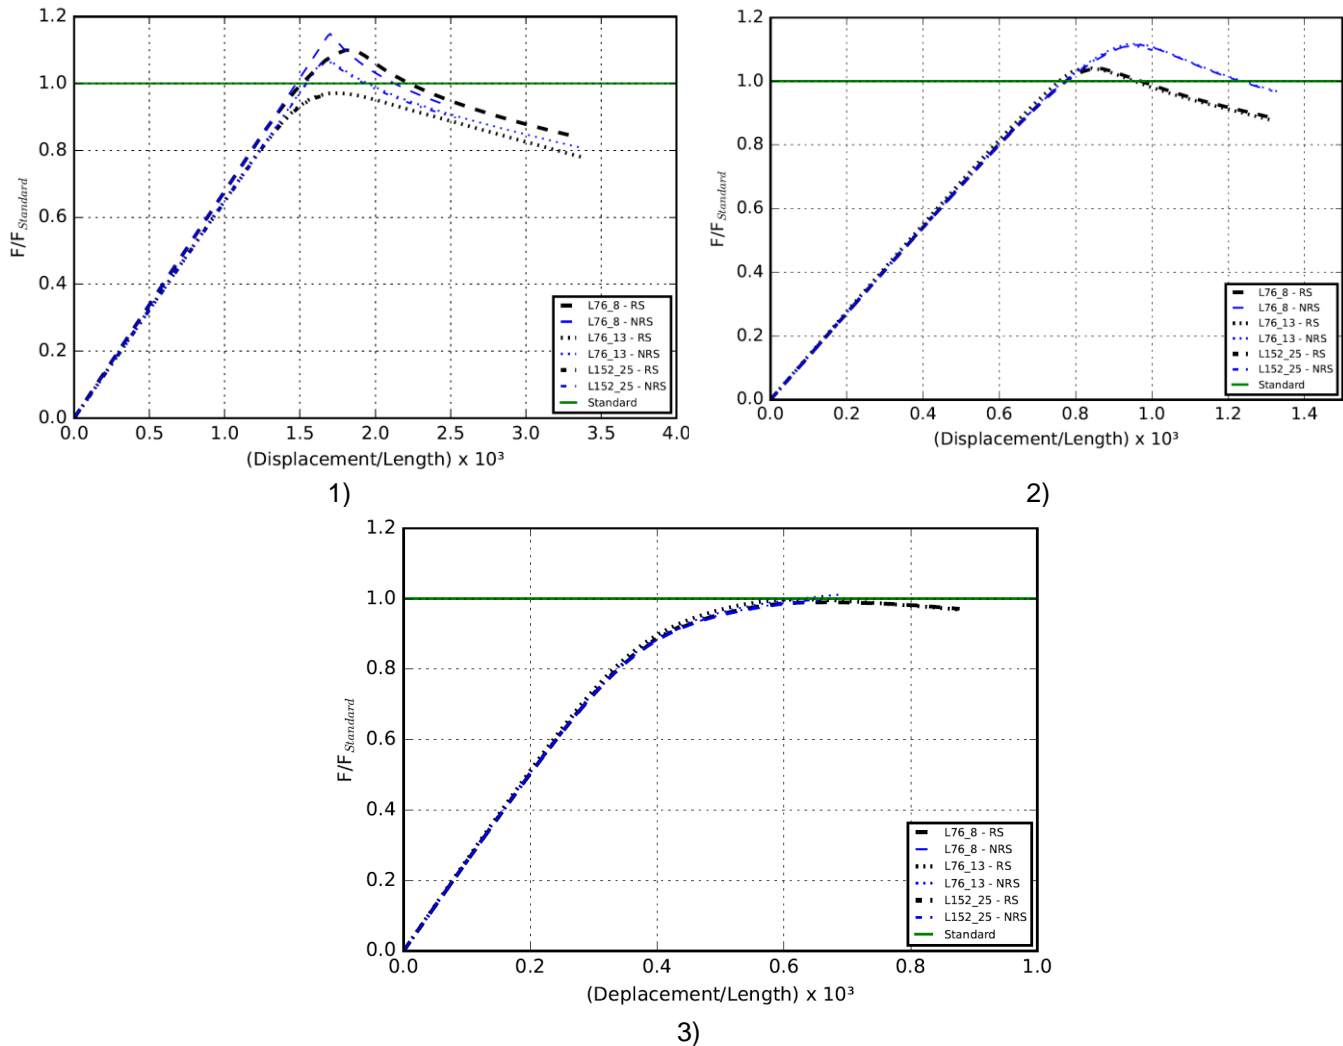 1.2
1.0
0.8
0.6
0.4
0.2
0.0
F/F Standard
0.0 0.5 1.0 1.5 2.0 2.5 3.0 3.5 4.0
(Displacement/Length) x 10³
L76_8 - RS
L76_8 - NRS
L76_13 - RS
L76_13 - NRS
L152_25 - RS
L152_25 - NRS
Standard
1)
1.2
1.0
0.8
0.6
0.4
0.2
0.0
F/F Standard
0.0 0.2 0.4 0.6 0.8 1.0 1.2 1.4
(Displacement/Length) x 10³
L76_8 - RS
L76_8 - NRS
L76_13 - RS
L76_13 - NRS
L152_25 - RS
L152_25 - NRS
Standard
2)
1.2
1.0
0.8
0.6
0.4
0.2
0.0
F/F Standard
0.0 0.2 0.4 0.6 0.8 1.0
(Deplacement/Length) x 10³
L76_8 - RS
L76_8 - NRS
L76_13 - RS
L76_13 - NRS
L152_25 - RS
L152_25 - NRS
Standard
3)